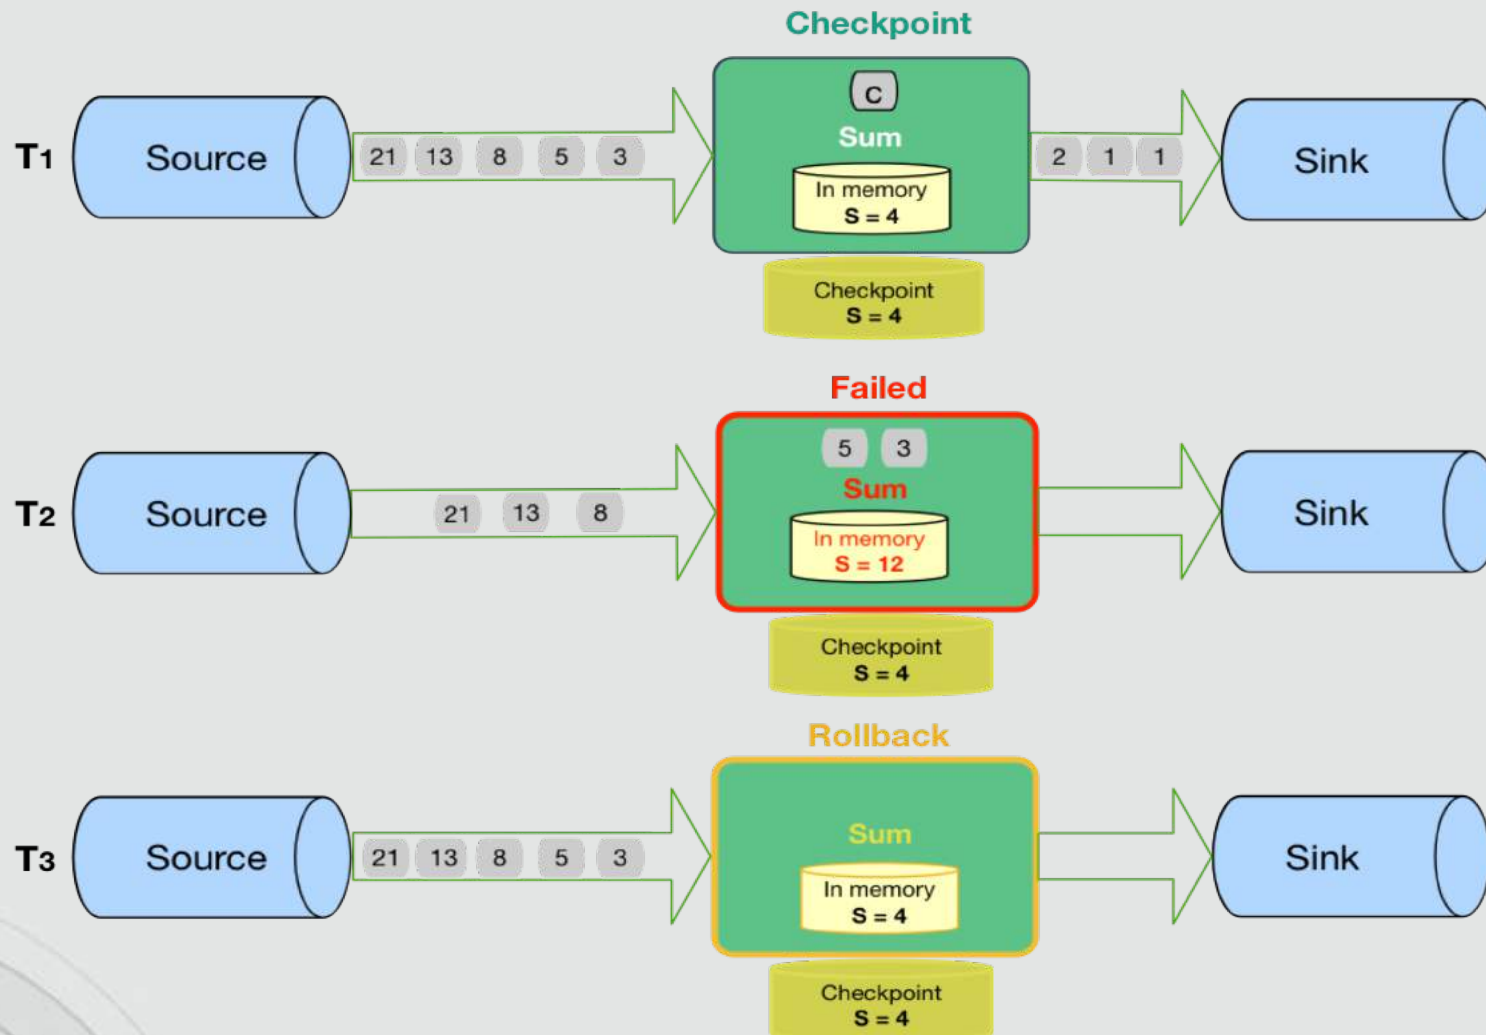 Checkpoint
T1
Source
21 13 8 5 3
C
Sum
In memory
S = 4
2 1 1
Sink
Checkpoint
S = 4
Failed
T2
Source
21 13 8
5 3
Sum
In memory
S = 12
Sink
Checkpoint
S = 4
Rollback
T3
Source
21 13 8 5 3
Sum
In memory
S = 4
Sink
Checkpoint
S = 4